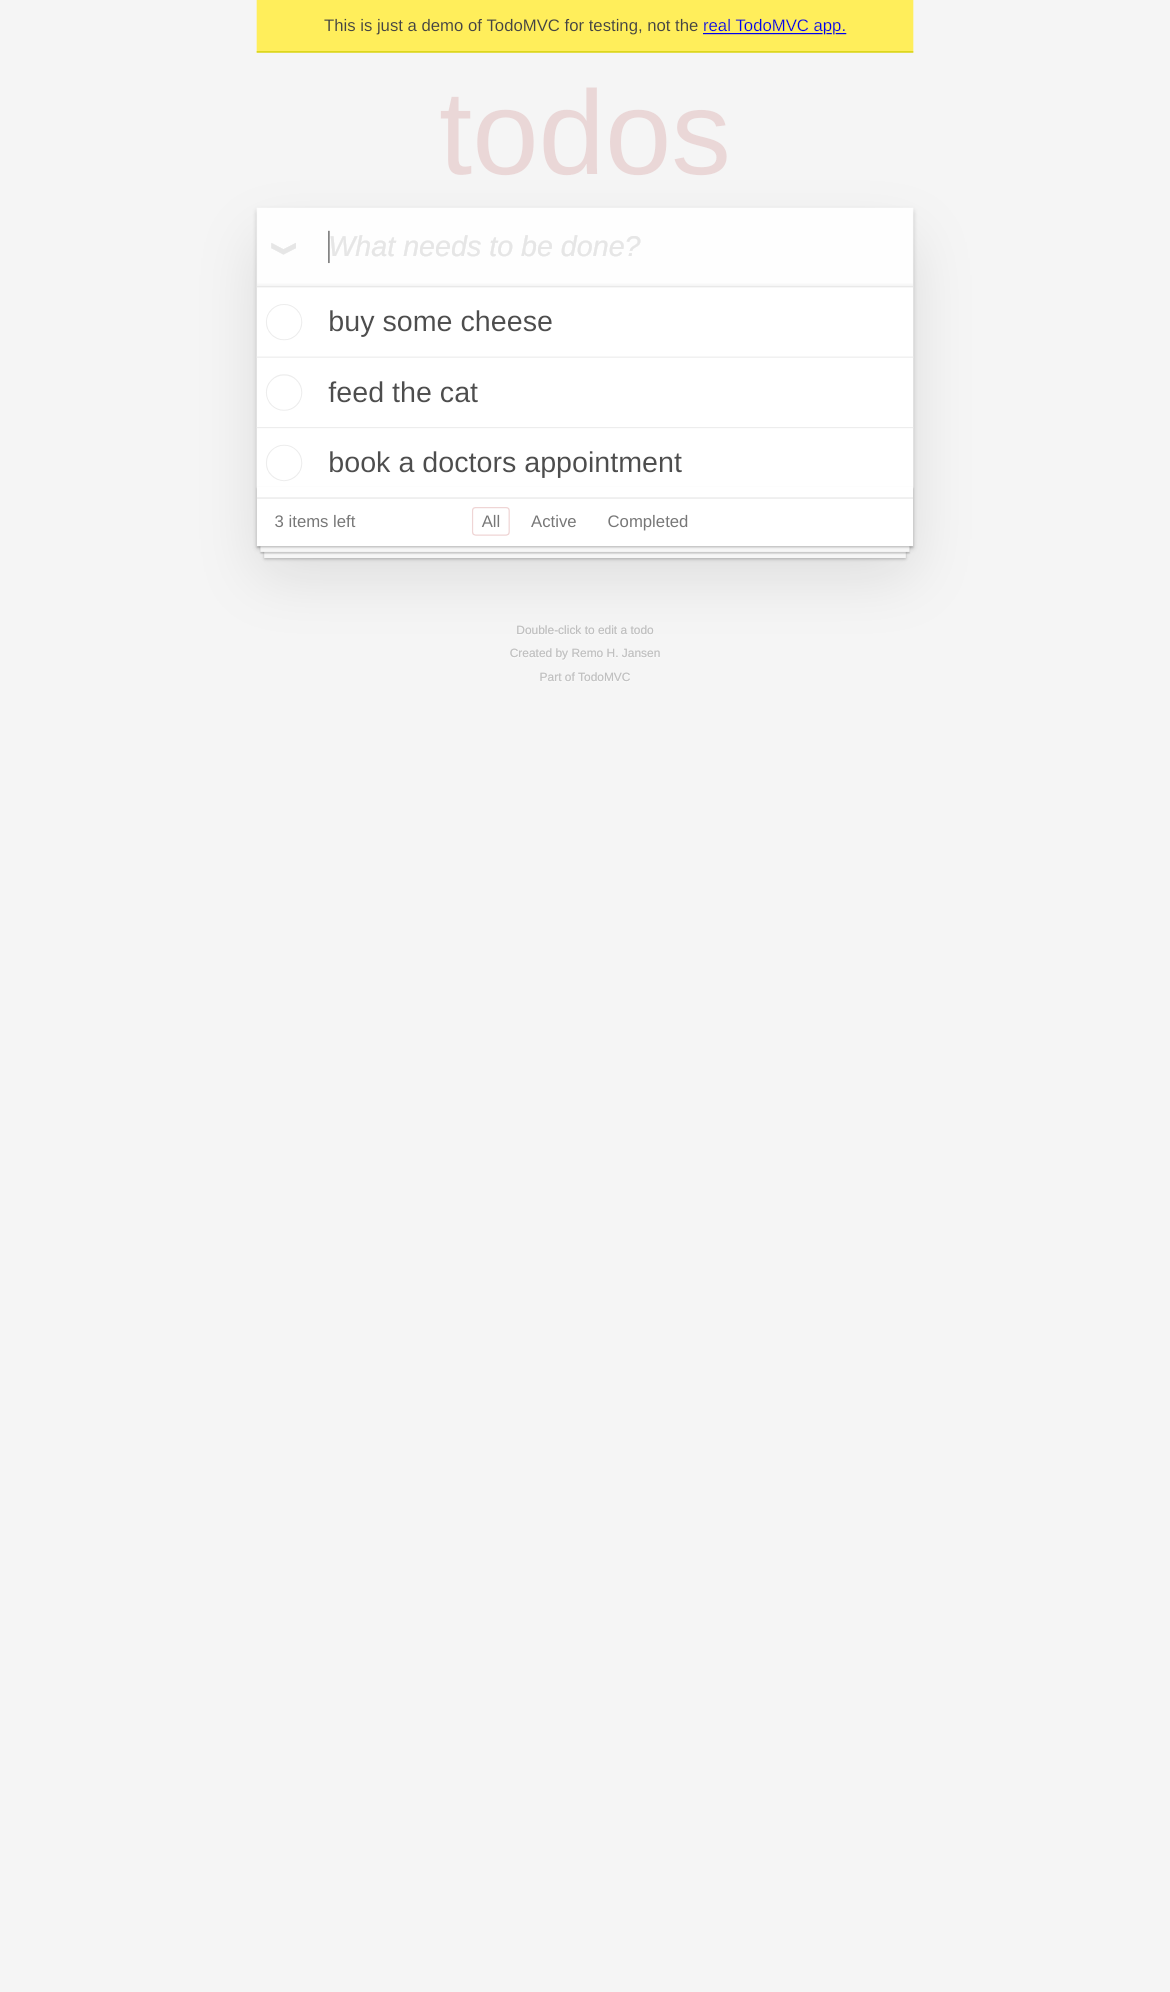 This is just a demo of TodoMVC for testing, not the real TodoMVC app.
todos
What needs to be done?
buy some cheese
feed the cat
book a doctors appointment
3 items left All Active Completed
Double-click to edit a todo
Created by Remo H. Jansen
Part of TodoMVC